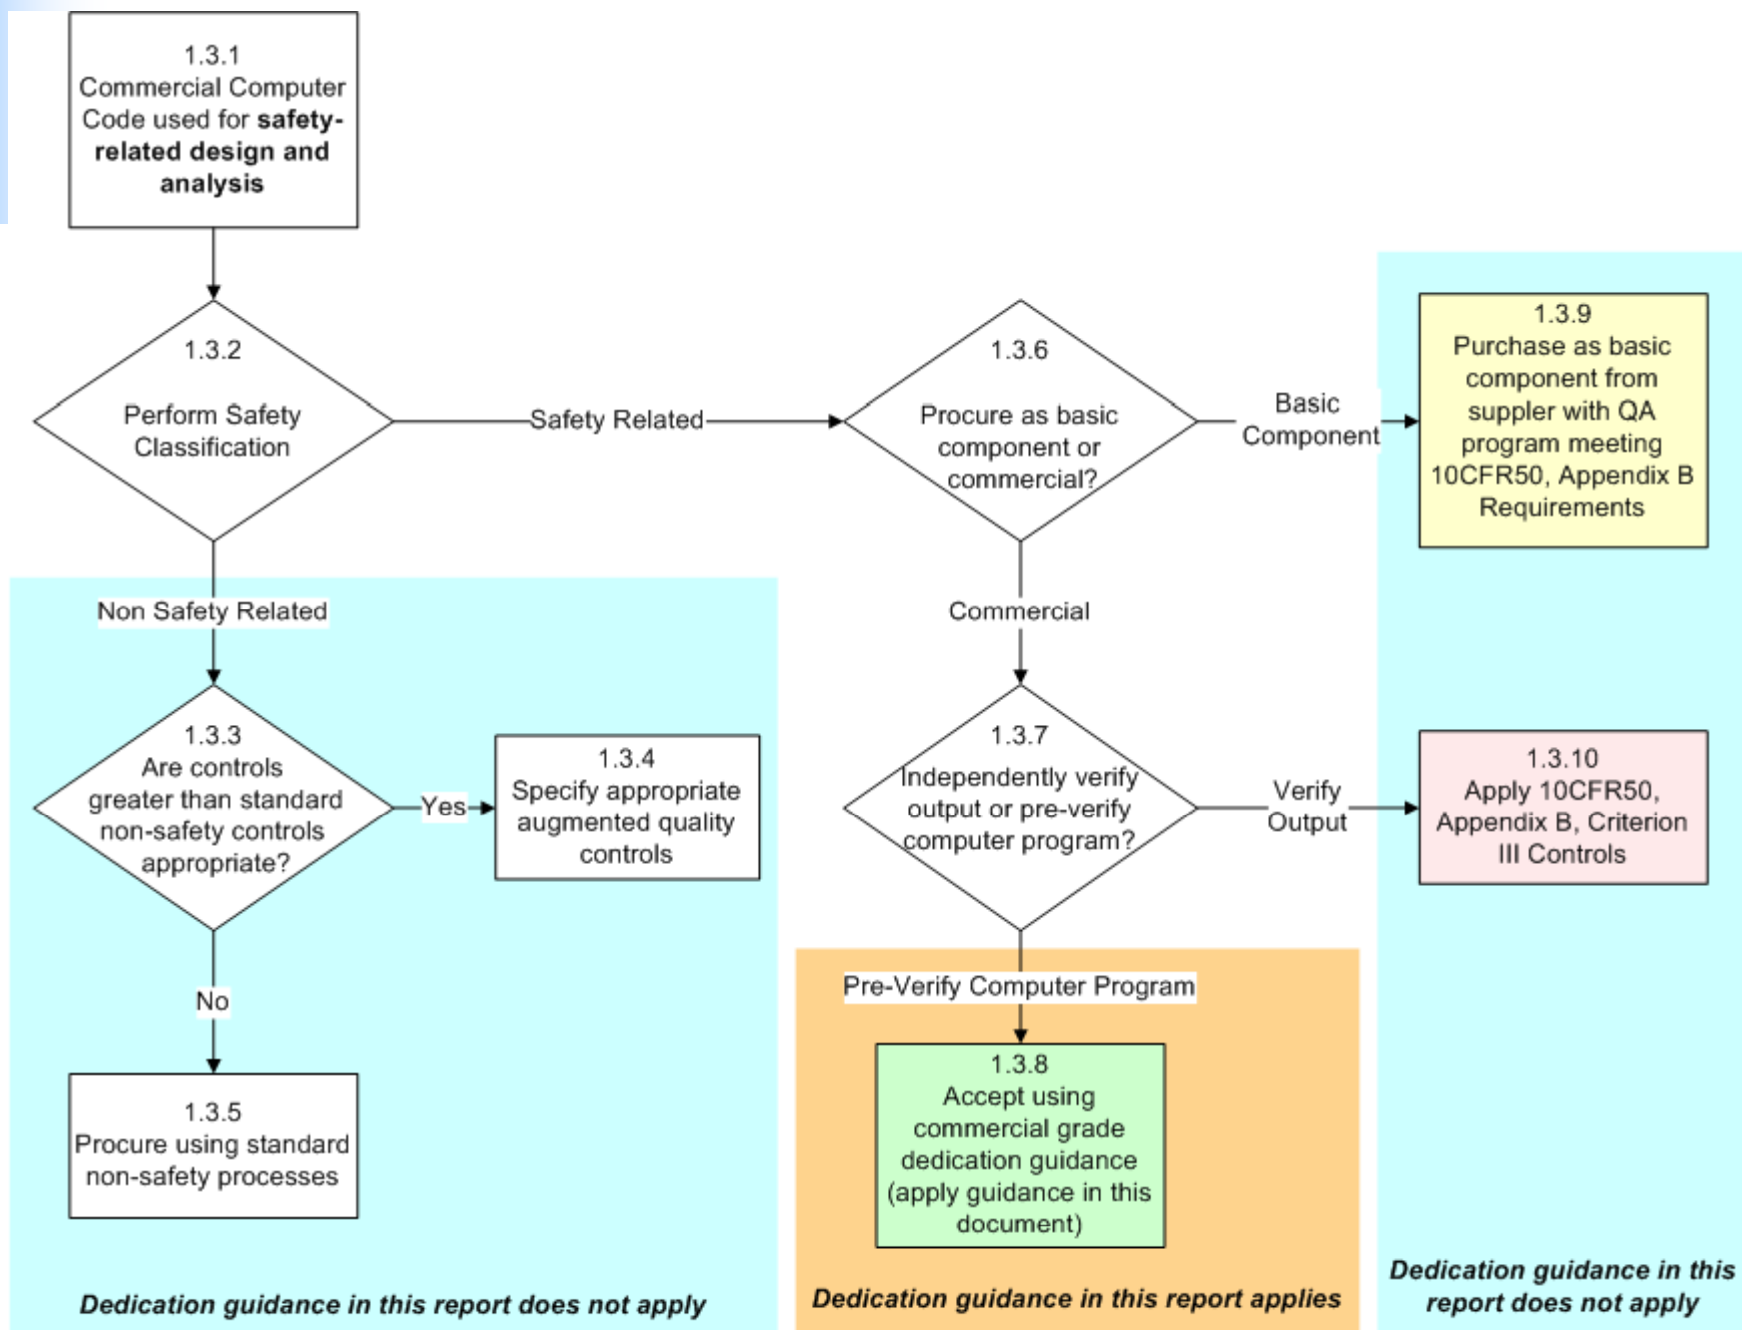 1.3.1
Commercial Computer
Code used for safety-
related design and
analysis
1.3.2
Perform Safety
Classification
Safety Related
1.3.6
Procure as basic
component or
commercial?
Basic
Component
1.3.9
Purchase as basic
component from
suppler with QA
program meeting
10CFR50, Appendix B
Requirements
Non Safety Related
Commercial
1.3.3
Are controls
greater than standard
non-safety controls
appropriate?
Yes
1.3.4
Specify appropriate
augmented quality
controls
1.3.7
Independently verify
output or pre-verify
computer program?
Verify
Output
1.3.10
Apply 10CFR50,
Appendix B, Criterion
III Controls
No
Pre-Verify Computer Program
1.3.5
Procure using standard
non-safety processes
1.3.8
Accept using
commercial grade
dedication guidance
(apply guidance in this
document)
Dedication guidance in this report does not apply
Dedication guidance in this report applies
Dedication guidance in this
report does not apply